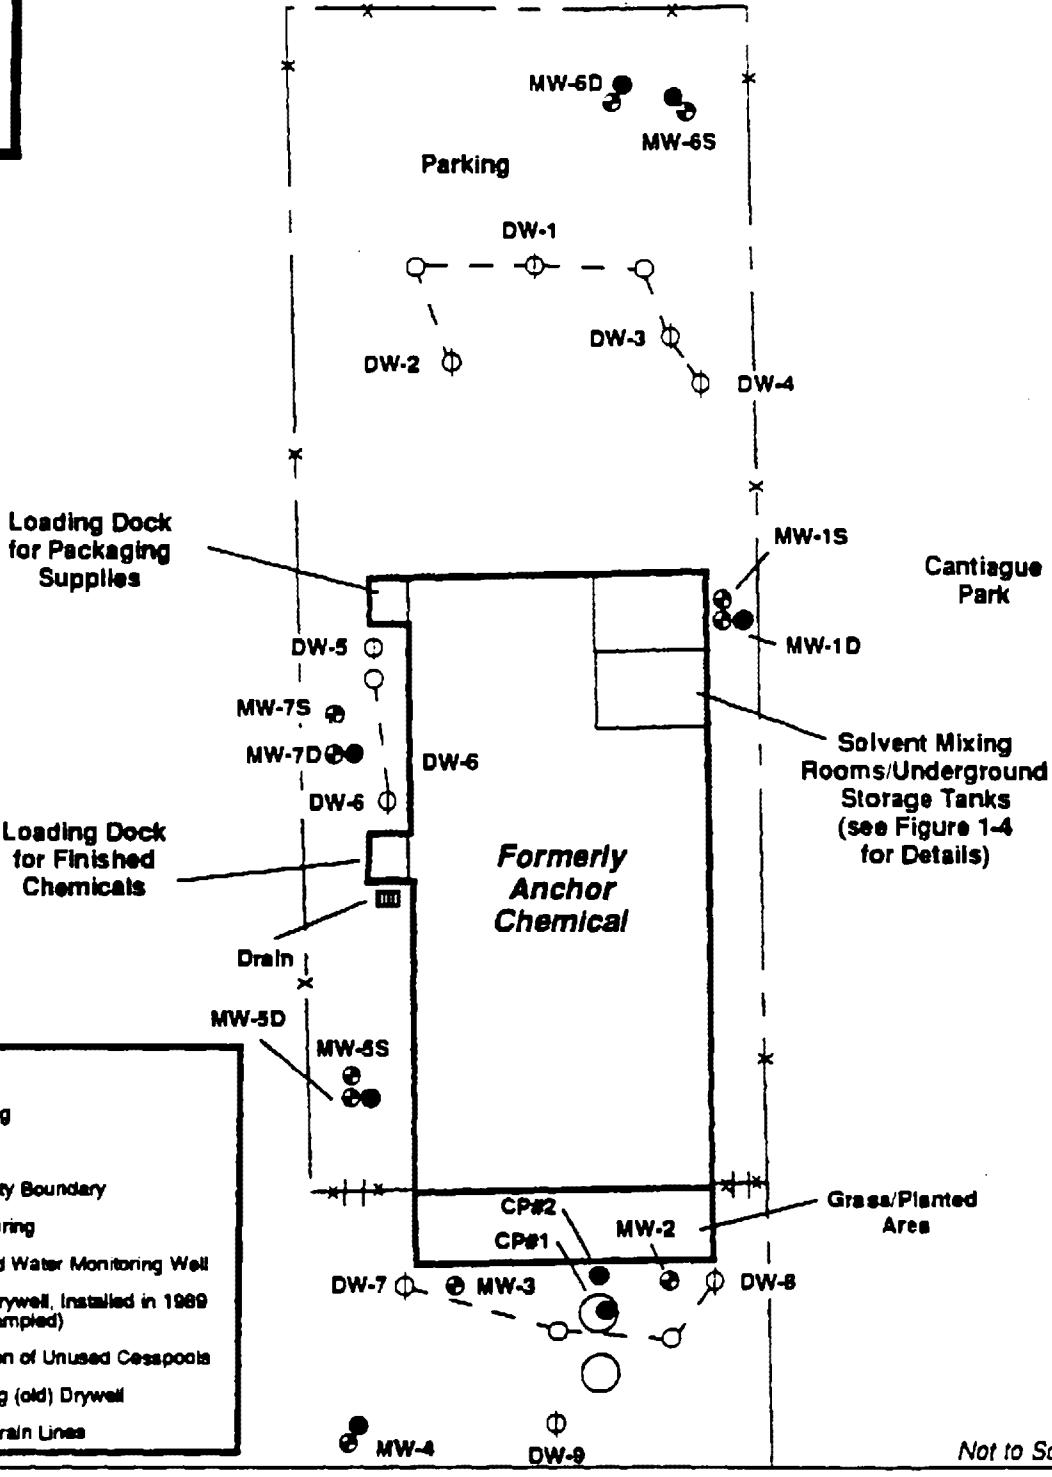 MW-6D
MW-6S
Parking
DW-1
DW-3
DW-2
DW-4
Loading Dock
for Packaging
Supplies
MW-1S
Cantiague
Park
MW-1D
DW-5
MW-7S
MW-7D
DW-6
DW-6
Solvent Mixing
Rooms/Underground
Storage Tanks
(see Figure 1-4
for Details)
Loading Dock
for Finished
Chemicals
Formerly
Anchor
Chemical
Drain
MW-5D
MW-5S
g
ty Boundary
ring
d Water Monitoring Well
rywell, Installed in 1989
mpled)
on of Unused Cesspools
g (old) Drywell
rain Lines
CP#2
CP#1
MW-2
Grass/Planted
Area
DW-7
MW-3
DW-8
MW-4
DW-9
Not to Sc